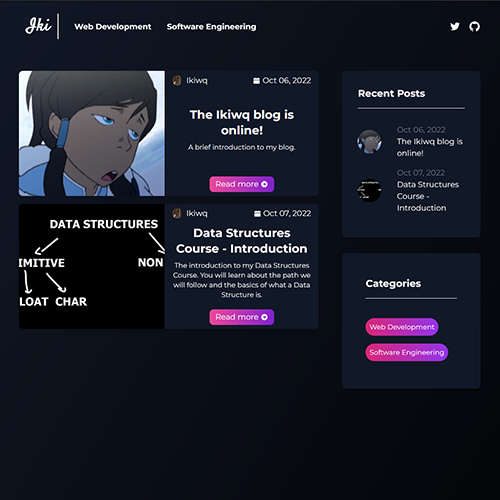 Iki
Web Development
Software Engineering
Ikiwq
Oct 06, 2022
The Ikiwq blog is
online!
A brief introduction to my blog.
Read more
DATA STRUCTURES
IMITIVE
NON
LOAT CHAR
Ikiwq
Oct 07, 2022
Data Structures
Course - Introduction
The introduction to my Data Structures
Course. You will learn about the path we
will follow and the basics of what a Data
Structure is.
Read more
Recent Posts
Oct 06, 2022
The Ikiwq blog is
online!
Oct 07, 2022
Data Structures
Course -
Introduction
Categories
Web Development
Software Engineering